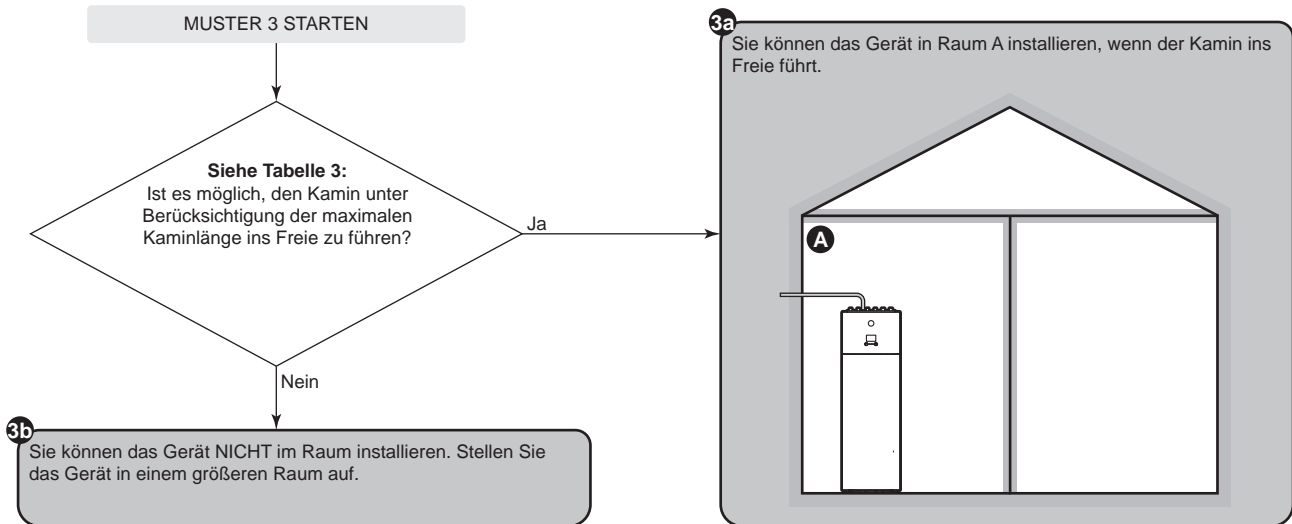 MUSTER 3 STARTEN
Siehe Tabelle 3:
Ist es möglich, den Kamin unter
Berücksichtigung der maximalen
Kaminlänge ins Freie zu führen?
Ja
Nein
3a
Sie können das Gerät in Raum A installieren, wenn der Kamin ins
Freie führt.
A
3b
Sie können das Gerät NICHT im Raum installieren. Stellen Sie
das Gerät in einem größeren Raum auf.